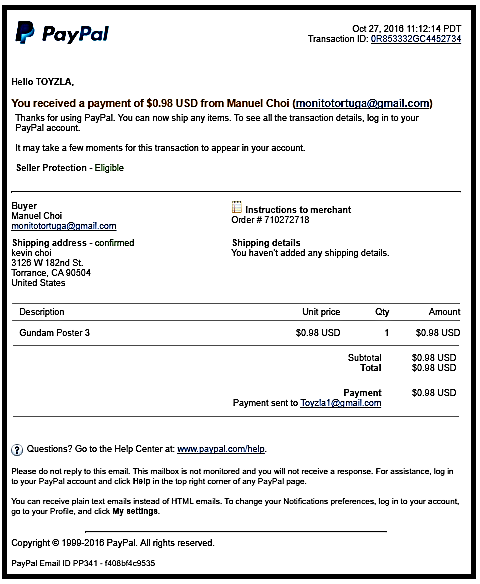 PayPal
Oct 27, 2016 11:12:14 PDT
Transaction ID: 0R853332GC4452734
Hello TOYZLA,
You received a payment of $0.98 USD from Manuel Choi (monitotortuga@gmail.com)
Thanks for using PayPal. You can now ship any items. To see all the transaction details, log in to your
PayPal account.
It may take a few moments for this transaction to appear in your account.
Seller Protection - Eligible
Buyer
Manuel Choi
monitotortuga@gmail.com
Instructions to merchant
Order # 710272718
Shipping address - confirmed
kevin choi
3126 W 182nd St.
Torrance, CA 90504
United States
Shipping details
You haven't added any shipping details.
Description Unit price Qty Amount
Gundam Poster 3 $0.98 USD 1 $0.98 USD
Subtotal $0.98 USD
Total $0.98 USD
Payment $0.98 USD
Payment sent to Toyzla1@gmail.com
? Questions? Go to the Help Center at: www.paypal.com/help.
Please do not reply to this email. This mailbox is not monitored and you will not receive a response. For assistance, log in
to your PayPal account and click Help in the top right corner of any PayPal page.
You can receive plain text emails instead of HTML emails. To change your Notifications preferences, log in to your account,
go to your Profile, and click My settings.
Copyright © 1999-2016 PayPal. All rights reserved.
PayPal Email ID PP341 - f408bf4c9535